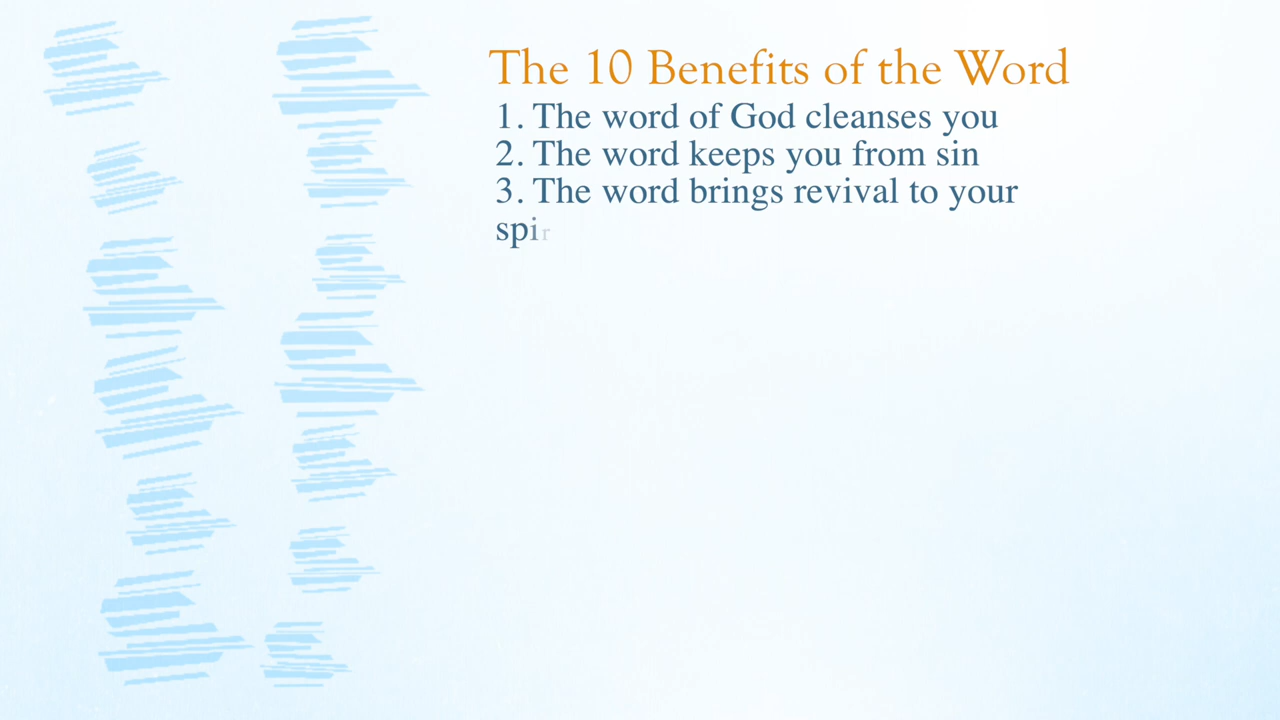 The 10 Benefits of the Word
1. The word of God cleanses you
2. The word keeps you from sin
3. The word brings revival to your
spir